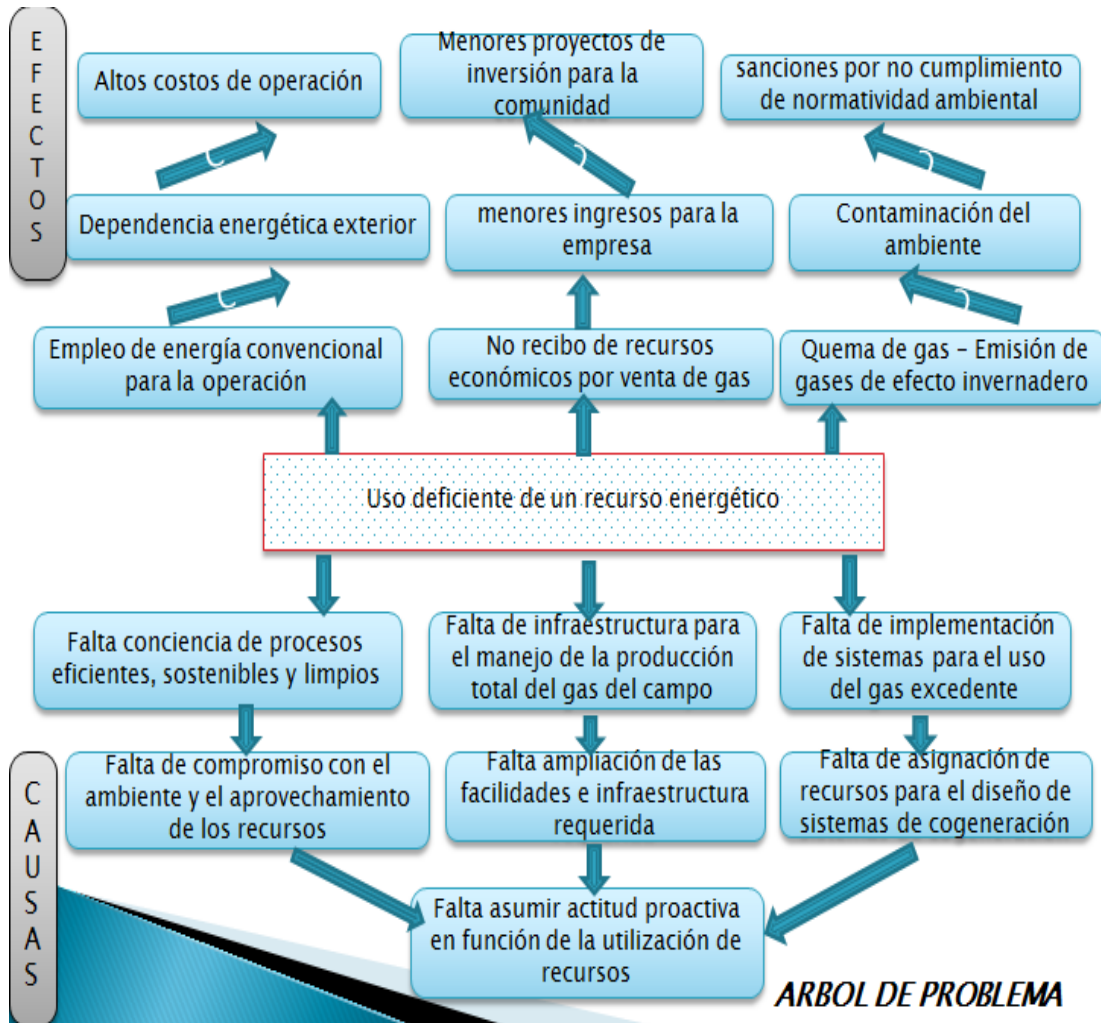 EFECTOS
Altos costos de operación
Menores proyectos de
inversión para la
comunidad
sanciones por no cumplimiento
de normatividad ambiental
Dependencia energética exterior
menores ingresos para la
empresa
Contaminación del
ambiente
Empleo de energía convencional
para la operación
No recibo de recursos
económicos por venta de gas
Quema de gas – Emisión de
gases de efecto invernadero
Uso deficiente de un recurso energético
Falta conciencia de procesos
eficientes, sostenibles y limpios
Falta de infraestructura para
el manejo de la producción
total del gas del campo
Falta de implementación
de sistemas para el uso
del gas excedente
CAUSAS
Falta de compromiso con el
ambiente y el aprovechamiento
de los recursos
Falta ampliación de las
facilidades e infraestructura
requerida
Falta de asignación de
recursos para el diseño de
sistemas de cogeneración
Falta asumir actitud proactiva
en función de la utilización de
recursos
ARBOL DE PROBLEMA